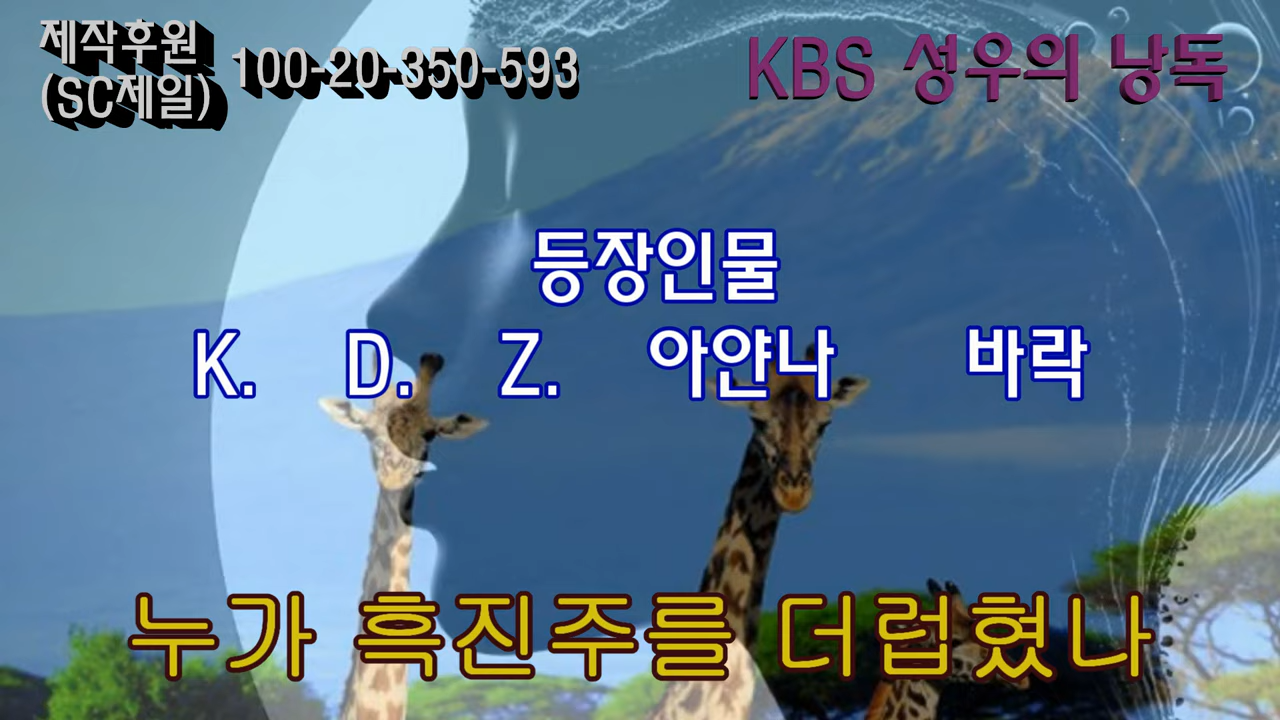 제작후원
(SC제일) 100-20-350-593
KBS 성우의 낭독
등장인물
K. D. Z. 아얀나 바락
누가 흑진주를 더럽혔나